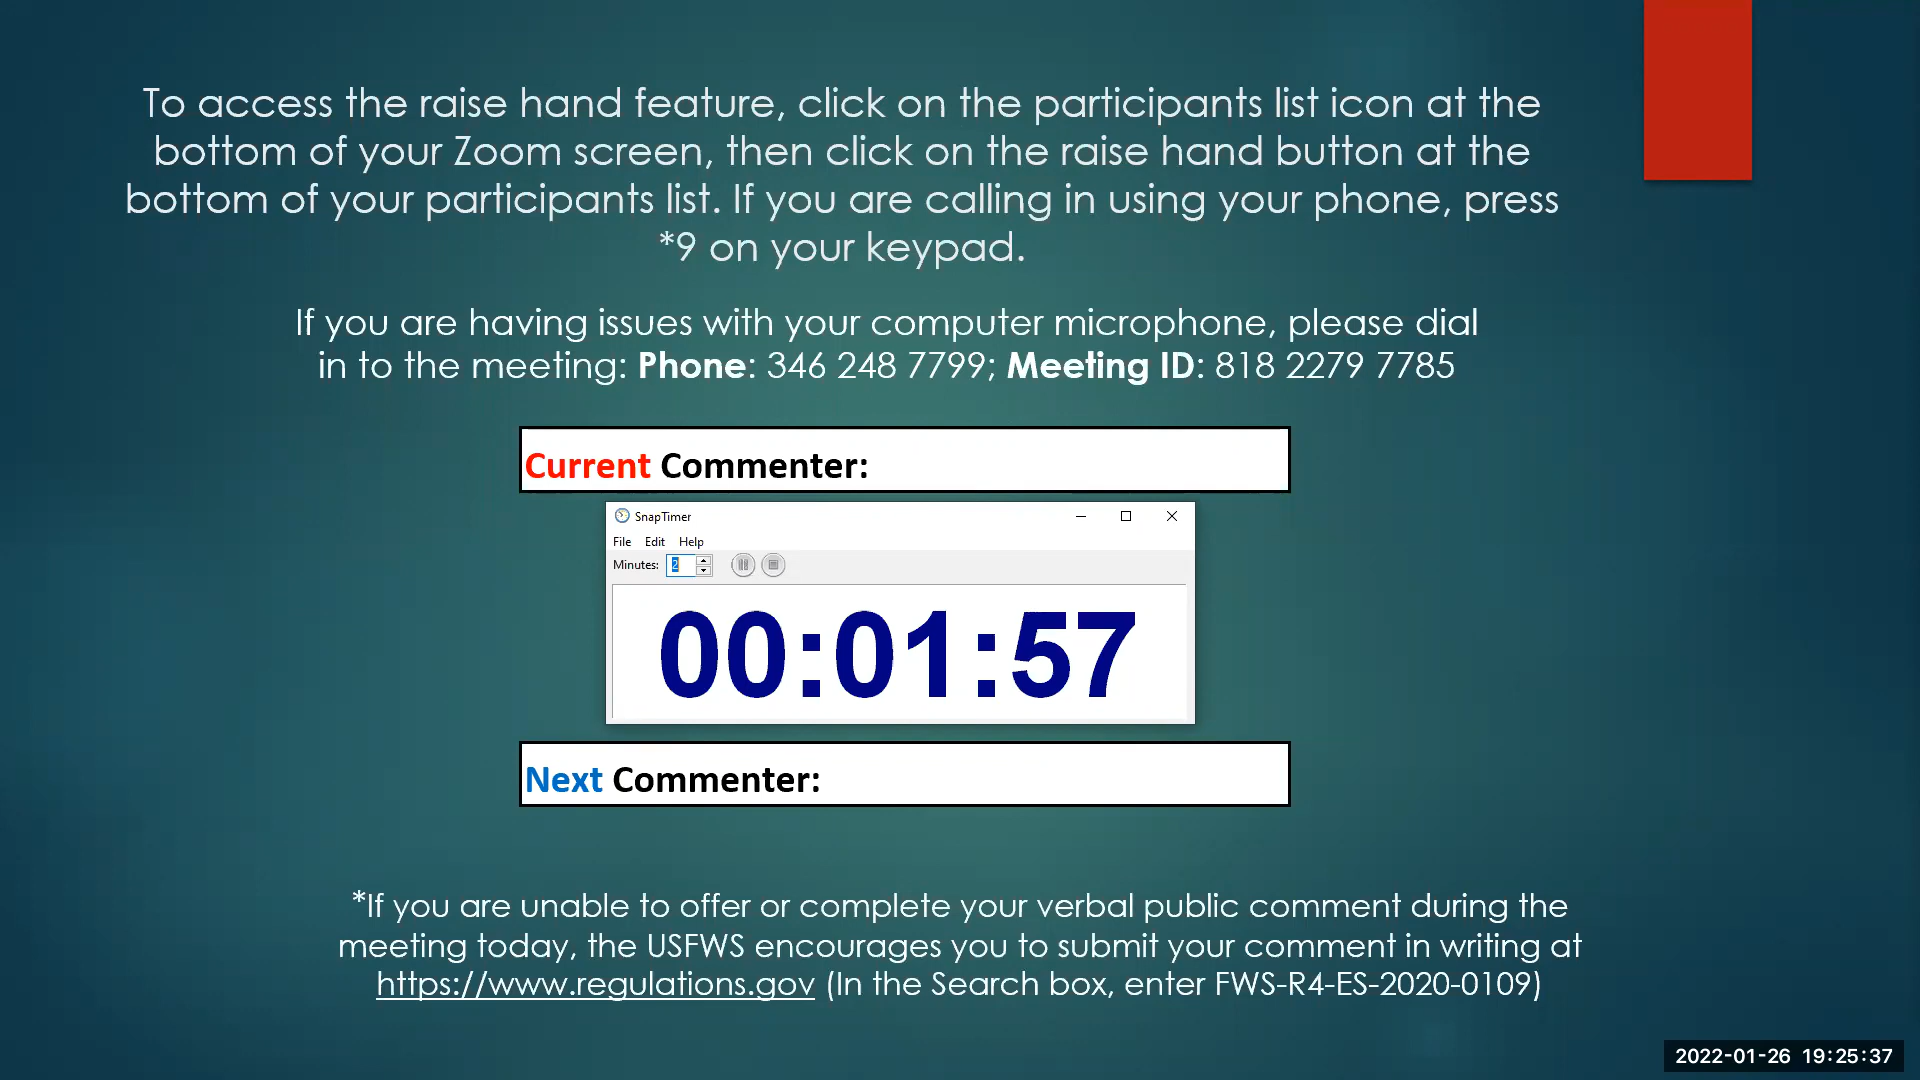 To access the raise hand feature, click on the participants list icon at the
bottom of your Zoom screen, then click on the raise hand button at the
bottom of your participants list. If you are calling in using your phone, press
*9 on your keypad.
If you are having issues with your computer microphone, please dial
in to the meeting: Phone: 346 248 7799; Meeting ID: 818 2279 7785
Current Commenter:
SnapTimer
File Edit Help
Minutes: 2
00:01:57
Next Commenter:
*If you are unable to offer or complete your verbal public comment during the
meeting today, the USFWS encourages you to submit your comment in writing at
https://www.regulations.gov (In the Search box, enter FWS-R4-ES-2020-0109)
2022-01-26 19:25:37